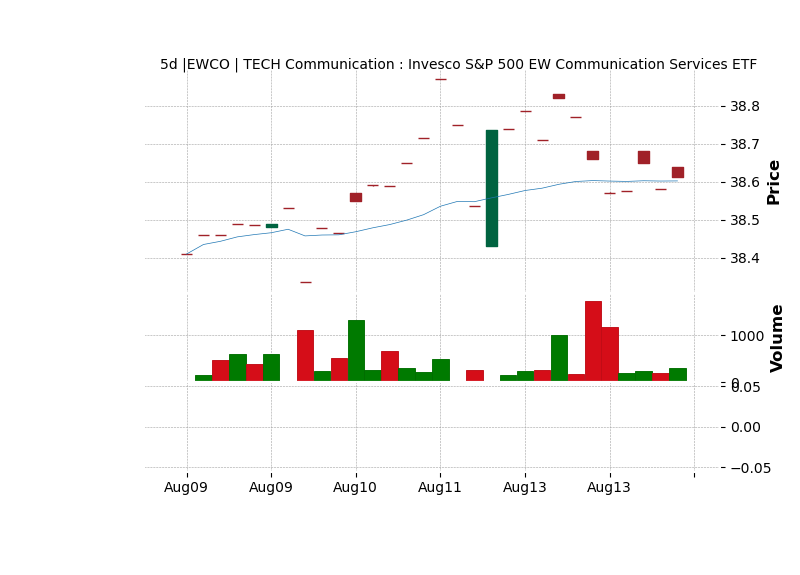 5d |EWCO | TECH Communication : Invesco S&P 500 EW Communication Services ETF
38.8
38.7
38.6
38.5
38.4
Price
1000
0
Volume
0.05
0.00
−0.05
Aug09 Aug09 Aug10 Aug11 Aug13 Aug13